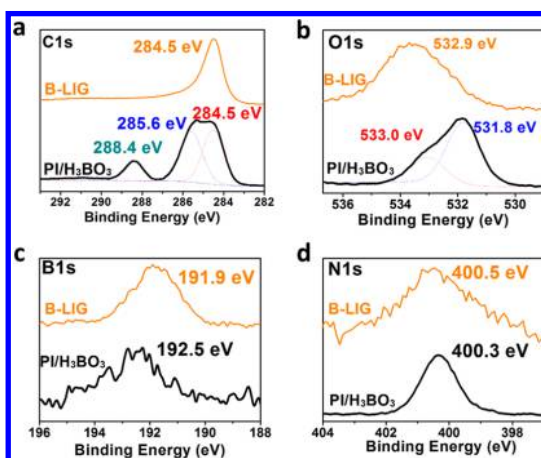 a
C1s
284.5 eV
B-LIG
284.5 eV
285.6 eV
288.4 eV
PI/H₃BO₃
292 290 288 286 284 282
Binding Energy (eV)
b
O1s
532.9 eV
B-LIG
533.0 eV
531.8 eV
PI/H₃BO₃
536 534 532 530
Binding Energy (eV)
c
B1s
191.9 eV
B-LIG
192.5 eV
PI/H₃BO₃
196 194 192 190 188
Binding Energy (eV)
d
N1s
400.5 eV
B-LIG
400.3 eV
PI/H₃BO₃
404 402 400 398
Binding Energy (eV)